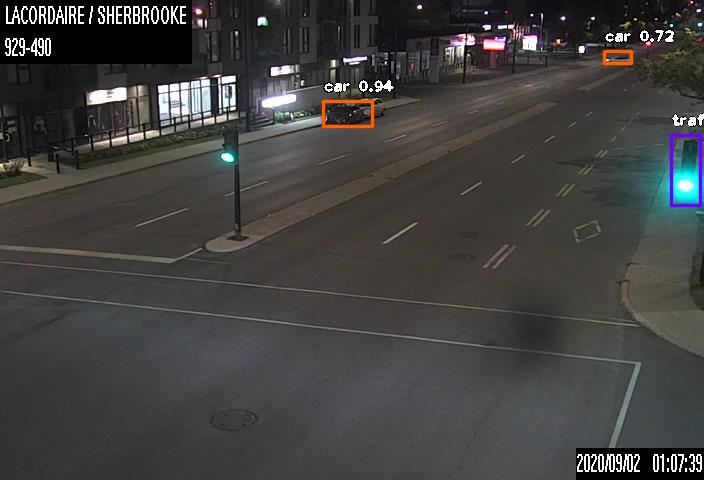 LACORDAIRE / SHERBROOKE
929-490
car 0.72
car 0.94
traf
2020/09/02 01:07:39